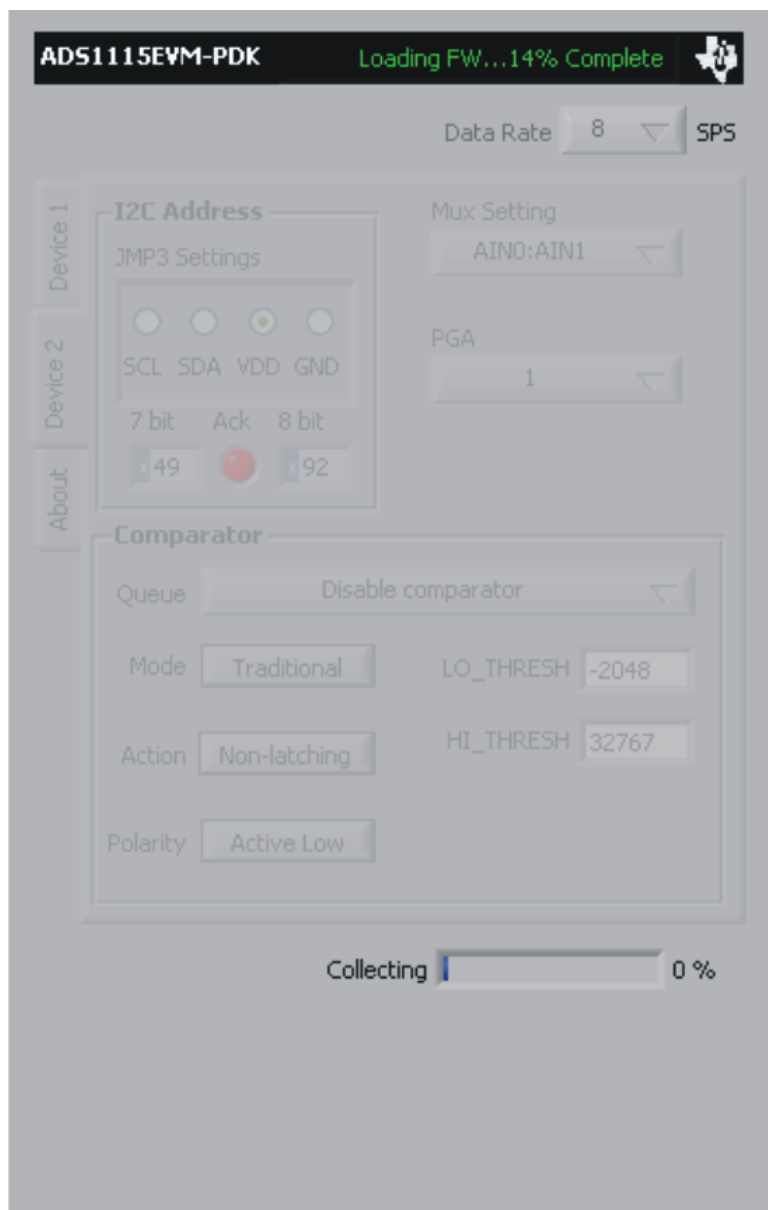 ADS1115EVM-PDK Loading FW...14% Complete
Data Rate 8 SPS
Device 1
Device 2
About
I2C Address
JMP3 Settings
SCL SDA VDD GND
7 bit Ack 8 bit
x 49 x 92
Mux Setting
AIN0:AIN1
PGA
1
Comparator
Queue Disable comparator
Mode Traditional LO_THRESH -2048
Action Non-latching HI_THRESH 32767
Polarity Active Low
Collecting 0 %